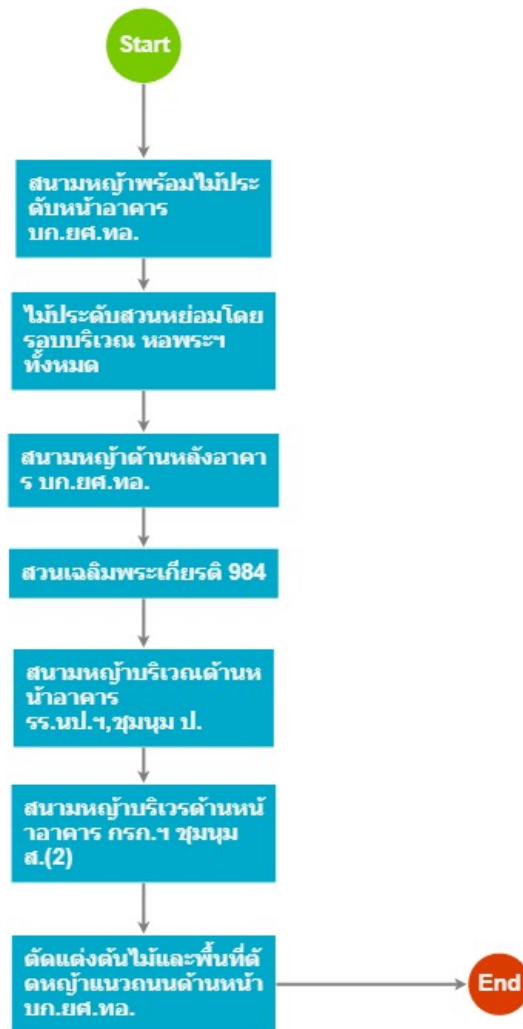 Start
สนามหญ้าพร้อมไม้ประ
ดับหน้าอาคาร
บก.ยศ.ทอ.
ไม้ประดับสวนหย่อมโดย
รอบบริเวณ หอพระฯ
ทั้งหมด
สนามหญ้าด้านหลังอาคา
ร บก.ยศ.ทอ.
สวนเฉลิมพระเกียรติ 984
สนามหญ้าบริเวณด้านห
น้าอาคาร
รร.นป.ฯ,ชุมนุม ป.
สนามหญ้าบริเวรด้านหน้
าอาคาร กรก.ฯ ชุมนุม
ส.(2)
ตัดแต่งต้นไม้และพื้นที่ตั
ดหญ้าแนวถนนด้านหน้า
บก.ยศ.ทอ.
End